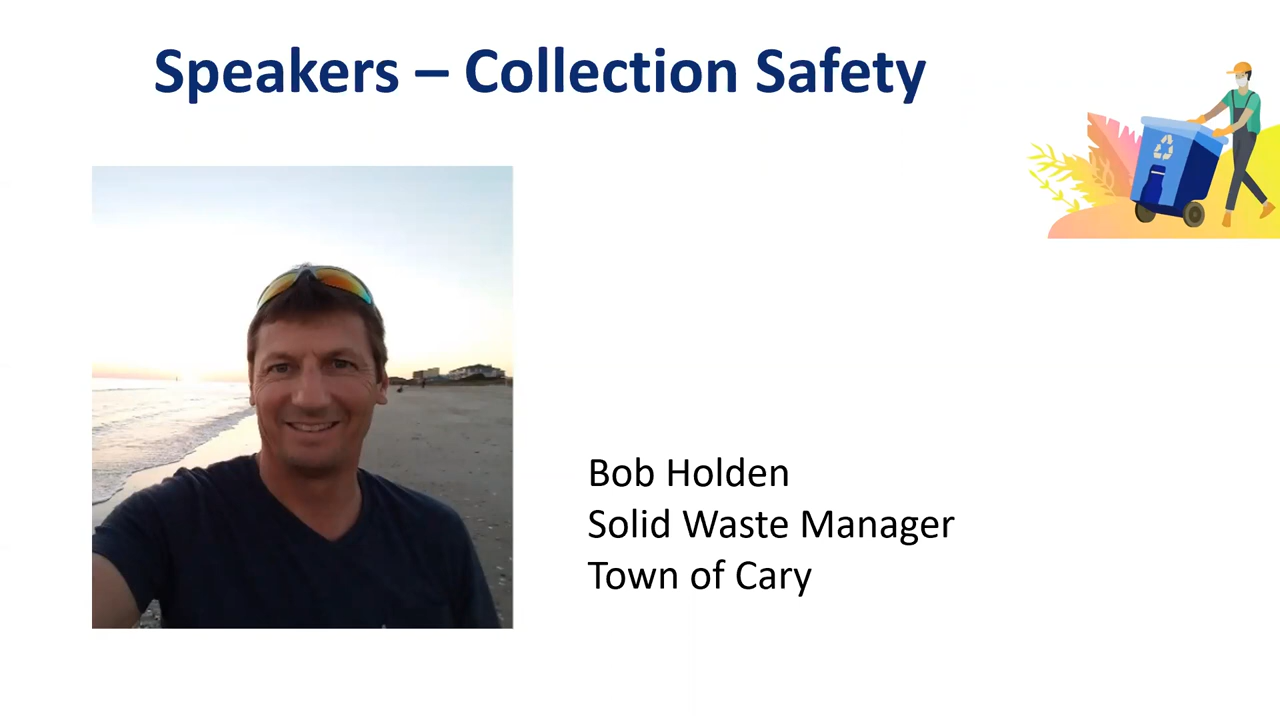 Speakers – Collection Safety
Bob Holden
Solid Waste Manager
Town of Cary